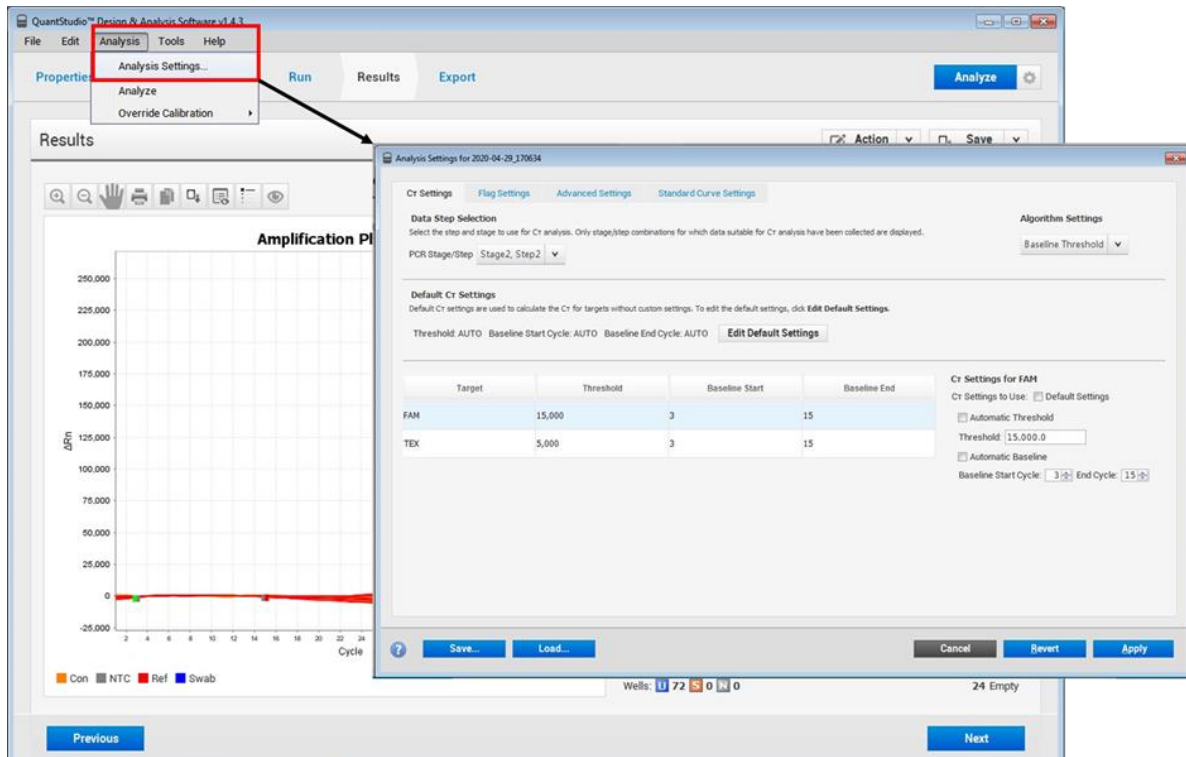 QuantStudio™ Design & Analysis Software v1.4.3
File Edit Analysis Tools Help
Analysis Settings...
Analyze
Override Calibration
Properties Run Results Export
Analyze
Results
Action Save
Amplification Pl
ΔRn
250,000
225,000
200,000
175,000
150,000
125,000
100,000
75,000
50,000
25,000
0
-25,000
2 4 6 8 10 12 14 16 18 20 22 24
Cycle
Con NTC Ref Swab
Wells: U 72 S 0 N 0 24 Empty
Previous Next
Analysis Settings for 2020-04-29_170634
CT Settings Flag Settings Advanced Settings Standard Curve Settings
Data Step Selection
Select the step and stage to use for CT analysis. Only stage/step combinations for which data suitable for CT analysis have been collected are displayed.
PCR Stage/Step Stage2, Step2
Algorithm Settings
Baseline Threshold
Default CT Settings
Default CT settings are used to calculate the CT for targets without custom settings. To edit the default settings, click Edit Default Settings.
Threshold: AUTO Baseline Start Cycle: AUTO Baseline End Cycle: AUTO Edit Default Settings
Target Threshold Baseline Start Baseline End
FAM 15,000 3 15
TEX 5,000 3 15
CT Settings for FAM
CT Settings to Use: Default Settings
Automatic Threshold
Threshold: 15,000.0
Automatic Baseline
Baseline Start Cycle: 3 End Cycle: 15
? Save... Load... Cancel Revert Apply